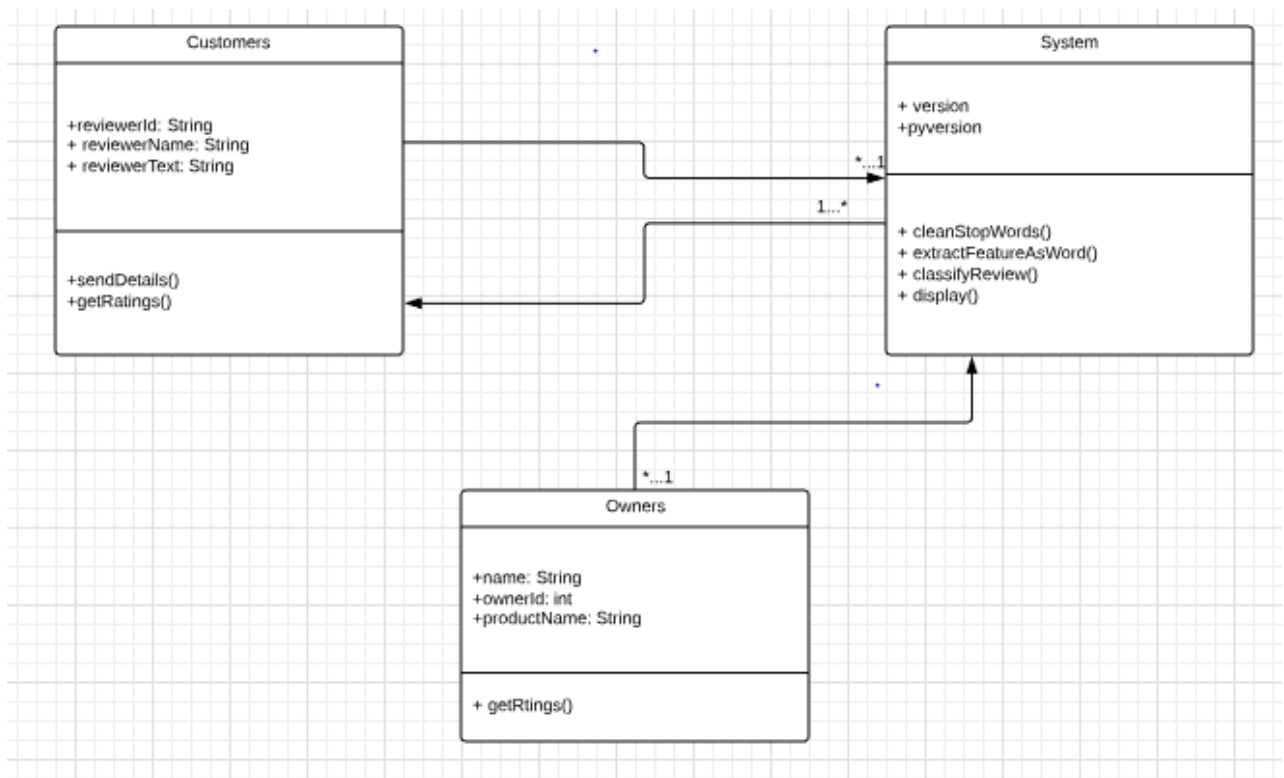 Customers
+reviewerId: String
+ reviewerName: String
+ reviewerText: String
+sendDetails()
+getRatings()
*...1
1...*
System
+ version
+pyversion
+ cleanStopWords()
+ extractFeatureAsWord()
+ classifyReview()
+ display()
*...1
Owners
+name: String
+ownerId: int
+productName: String
+ getRtings()